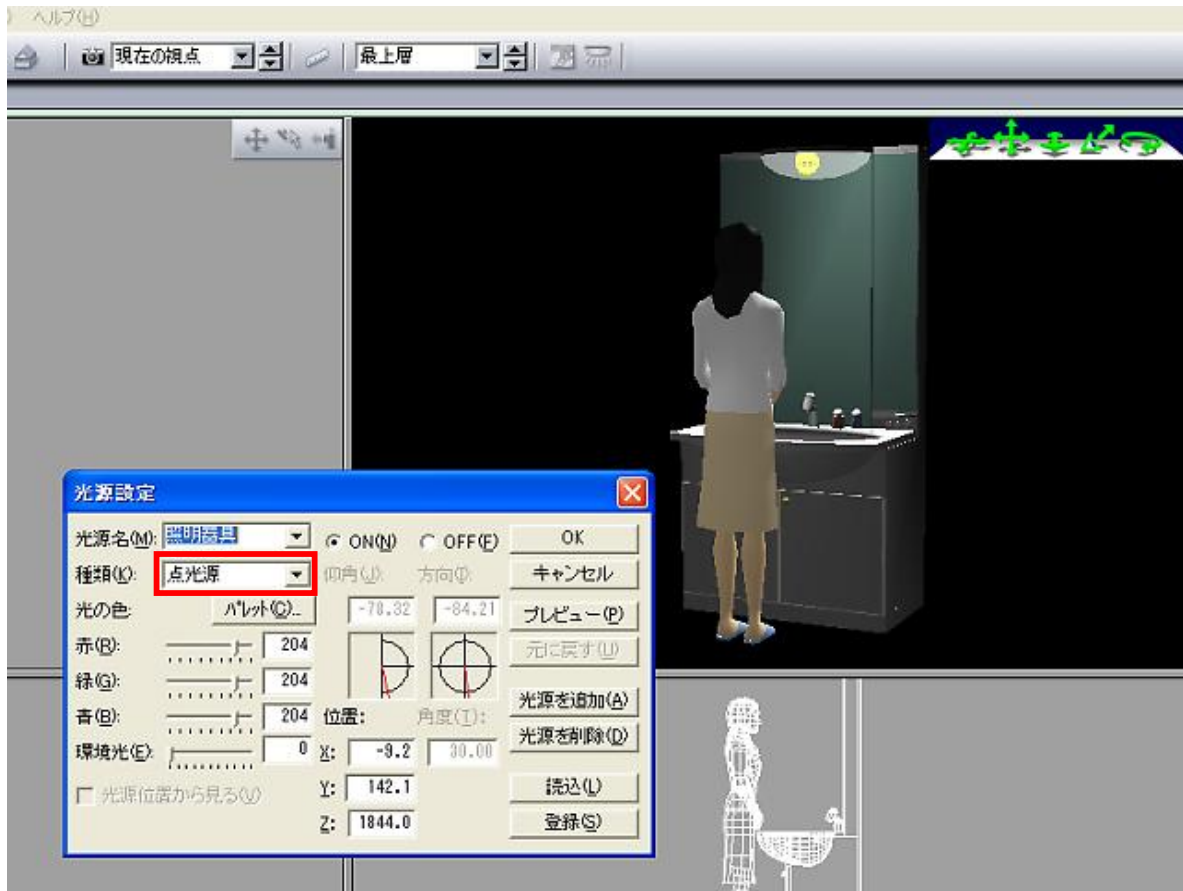 ヘルプ(H)
現在の視点 最上層
光源設定
光源名(M): 照明器具 ON(N) OFF(F) OK
種類(K): 点光源 仰角(J): 方向(I): キャンセル
光の色: パレット(C)... -78.32 -84.21 プレビュー(P)
赤(R): 204 元に戻す(U)
緑(G): 204 光源を追加(A)
青(B): 204 位置: 角度(T): 光源を削除(D)
環境光(E): 0 X: -9.2 30.00
光源位置から見る(V) Y: 142.1 読込(L)
Z: 1844.0 登録(S)